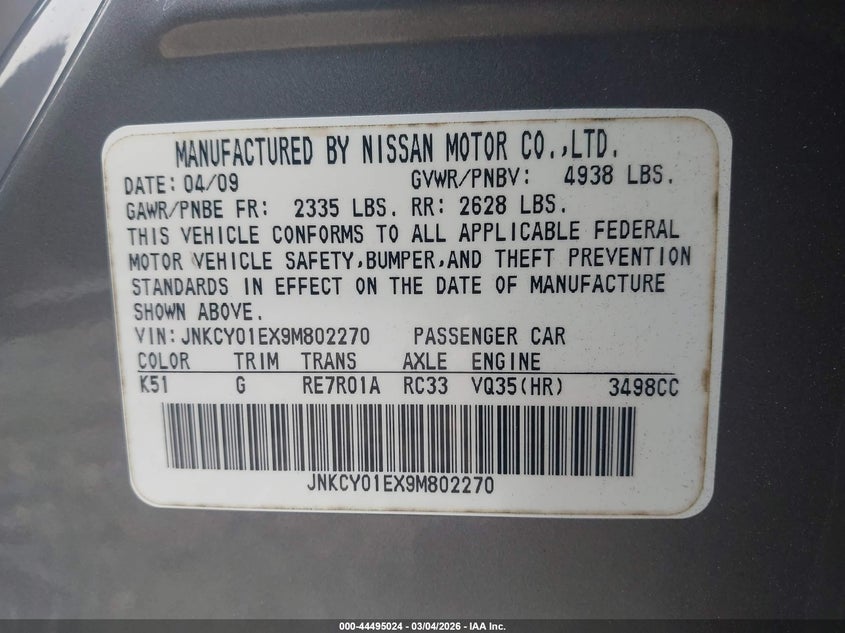 MANUFACTURED BY NISSAN MOTOR CO.,LTD.
DATE: 04/09 GVWR/PNBV: 4938 LBS.
GAWR/PNBE FR: 2335 LBS. RR: 2628 LBS.
THIS VEHICLE CONFORMS TO ALL APPLICABLE FEDERAL
MOTOR VEHICLE SAFETY,BUMPER,AND THEFT PREVENTION
STANDARDS IN EFFECT ON THE DATE OF MANUFACTURE
SHOWN ABOVE.
VIN:JNKCY01EX9M802270 PASSENGER CAR
COLOR TRIM TRANS AXLE ENGINE
K51 G RE7R01A RC33 VQ35(HR) 3498CC
JNKCY01EX9M802270
000-44495024 — 03/04/2026 — IAA Inc.